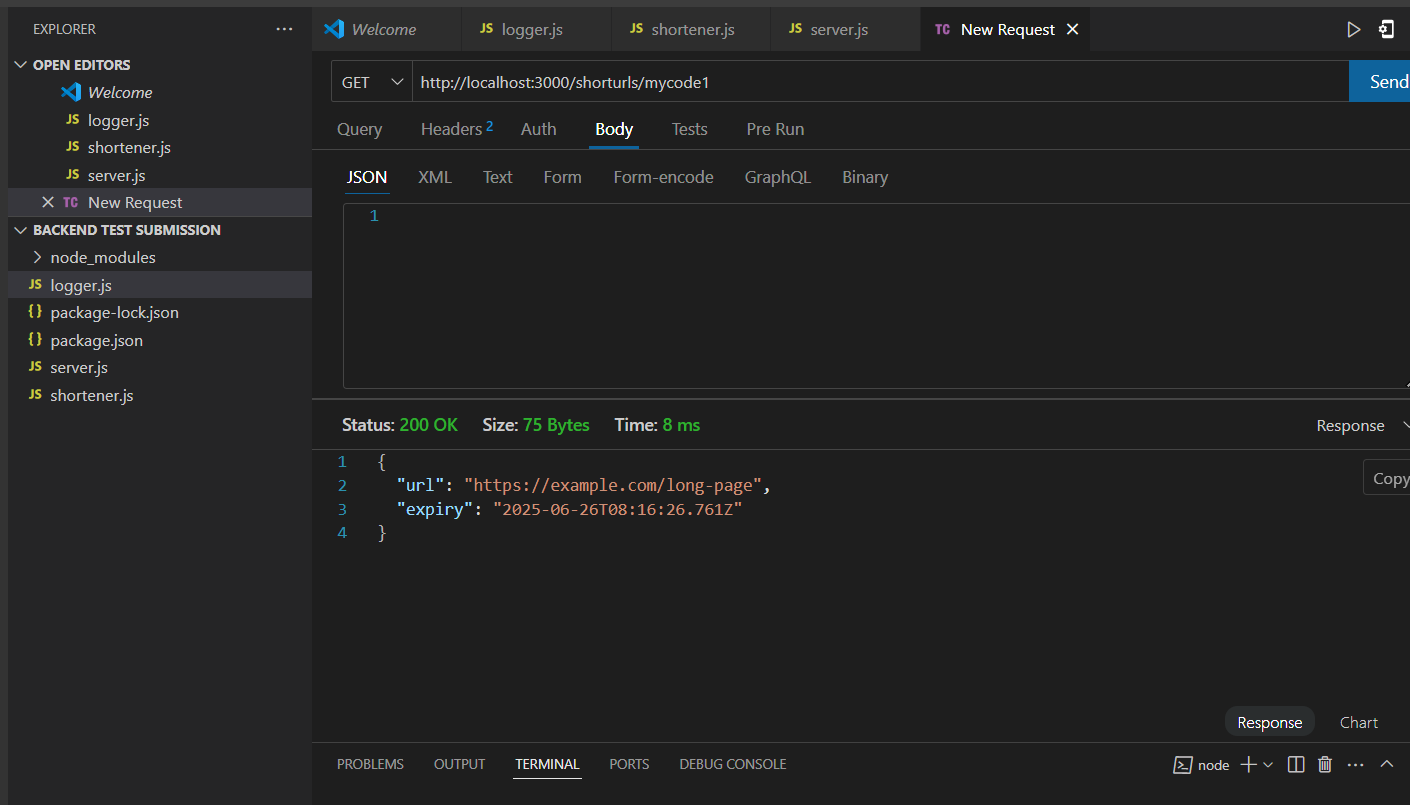 EXPLORER
OPEN EDITORS
Welcome
JS logger.js
JS shortener.js
JS server.js
TC New Request
BACKEND TEST SUBMISSION
node_modules
JS logger.js
{} package-lock.json
{} package.json
JS server.js
JS shortener.js
Welcome JS logger.js JS shortener.js JS server.js TC New Request
GET http://localhost:3000/shorturls/mycode1 Send
Query Headers 2 Auth Body Tests Pre Run
JSON XML Text Form Form-encode GraphQL Binary
1
Status: 200 OK Size: 75 Bytes Time: 8 ms Response
Copy
1 {
2 "url": "https://example.com/long-page",
3 "expiry": "2025-06-26T08:16:26.761Z"
4 }
Response Chart
PROBLEMS OUTPUT TERMINAL PORTS DEBUG CONSOLE node